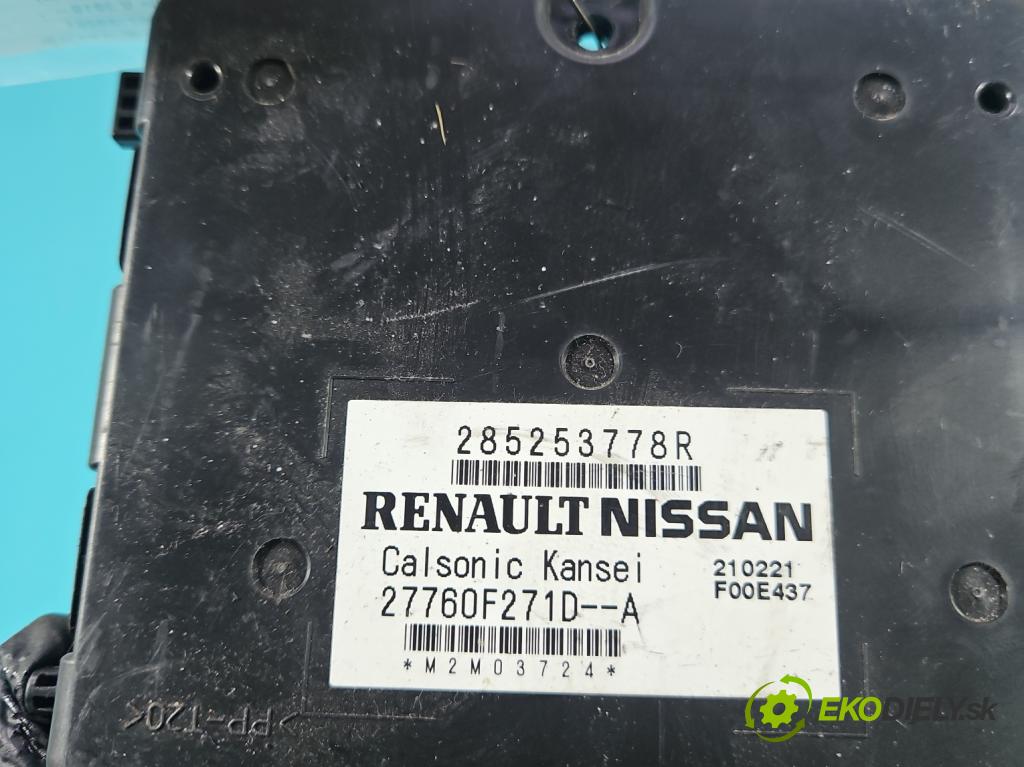 285253778R
RENAULT NISSAN
Calsonic Kansei 210221
27760F271D--A F00E437
*M2M03724*
>PP-T20<
EKODIELY.sk